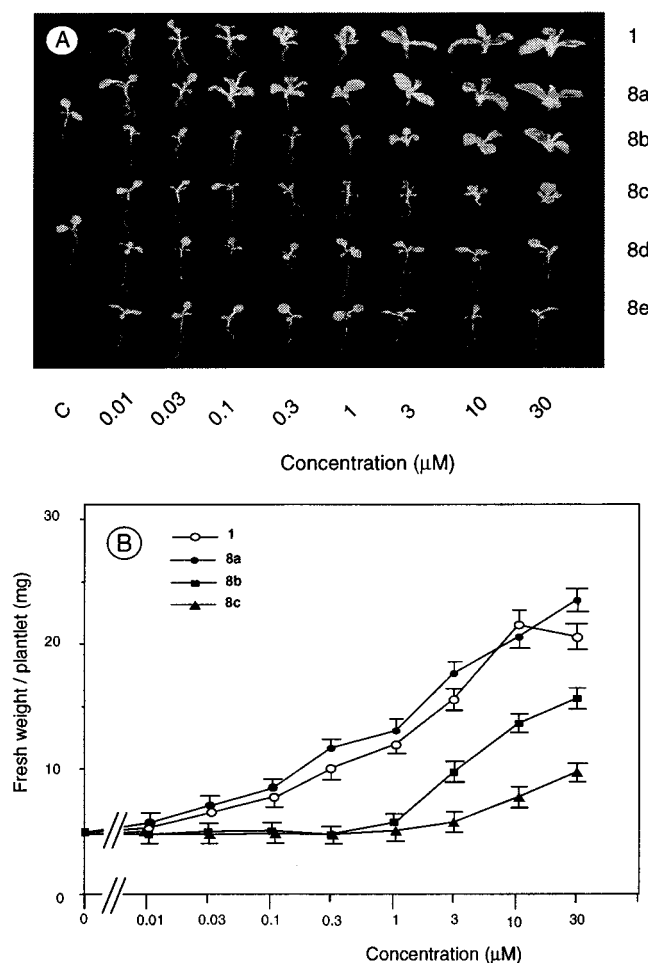 A
1
8a
8b
8c
8d
8e
C 0.01 0.03 0.1 0.3 1 3 10 30
Concentration (μM)
B
1
8a
8b
8c
Fresh weight / plantlet (mg)
30
20
10
0
0 0.01 0.03 0.1 0.3 1 3 10 30
Concentration (μM)